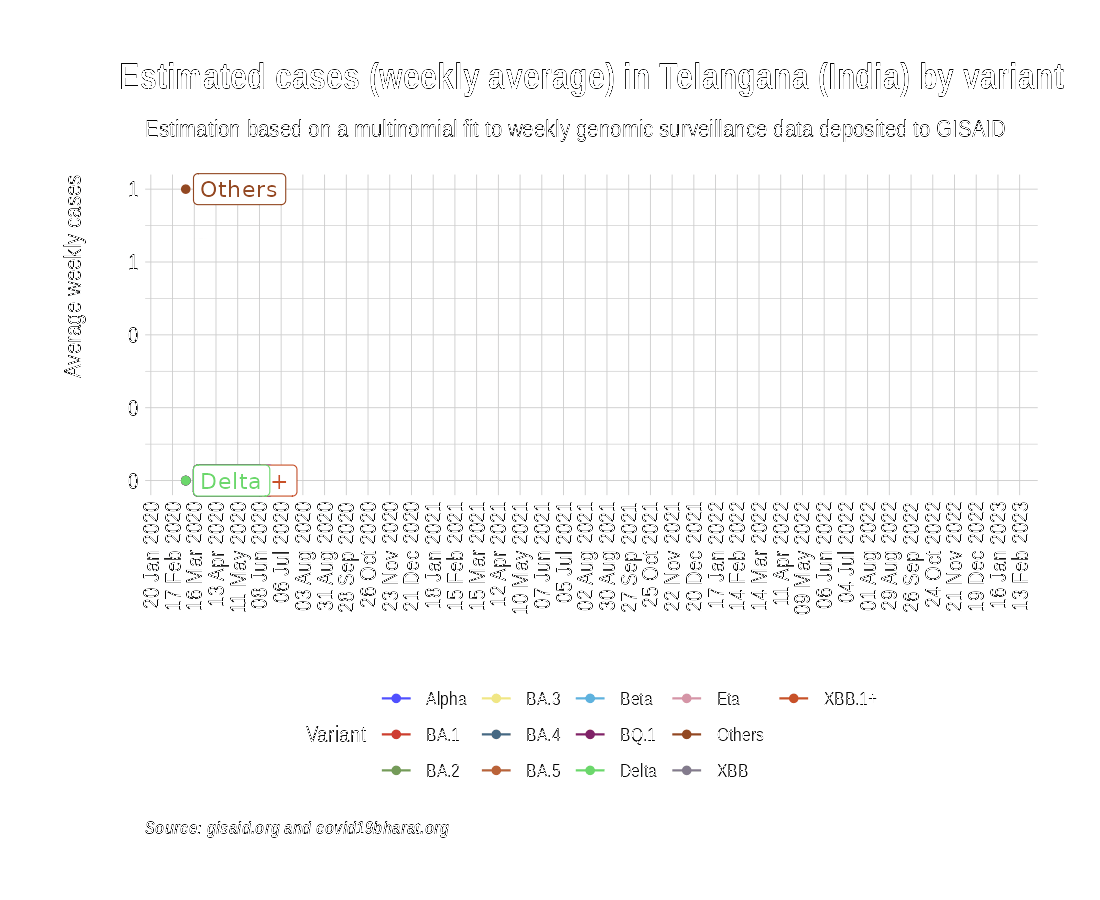 Estimated cases (weekly average) in Telangana (India) by variant
Estimation based on a multinomial fit to weekly genomic surveillance data deposited to GISAID
Average weekly cases
1
Others
1
0
0
0
Delta
+
20 Jan 2020
17 Feb 2020
16 Mar 2020
13 Apr 2020
11 May 2020
08 Jun 2020
06 Jul 2020
03 Aug 2020
31 Aug 2020
28 Sep 2020
26 Oct 2020
23 Nov 2020
21 Dec 2020
18 Jan 2021
15 Feb 2021
15 Mar 2021
12 Apr 2021
10 May 2021
07 Jun 2021
05 Jul 2021
02 Aug 2021
30 Aug 2021
27 Sep 2021
25 Oct 2021
22 Nov 2021
20 Dec 2021
17 Jan 2022
14 Feb 2022
14 Mar 2022
11 Apr 2022
09 May 2022
06 Jun 2022
04 Jul 2022
01 Aug 2022
29 Aug 2022
26 Sep 2022
24 Oct 2022
21 Nov 2022
19 Dec 2022
16 Jan 2023
13 Feb 2023
Variant
Alpha
BA.1
BA.2
BA.3
BA.4
BA.5
Beta
BQ.1
Delta
Eta
Others
XBB
XBB.1+
Source: gisaid.org and covid19bharat.org